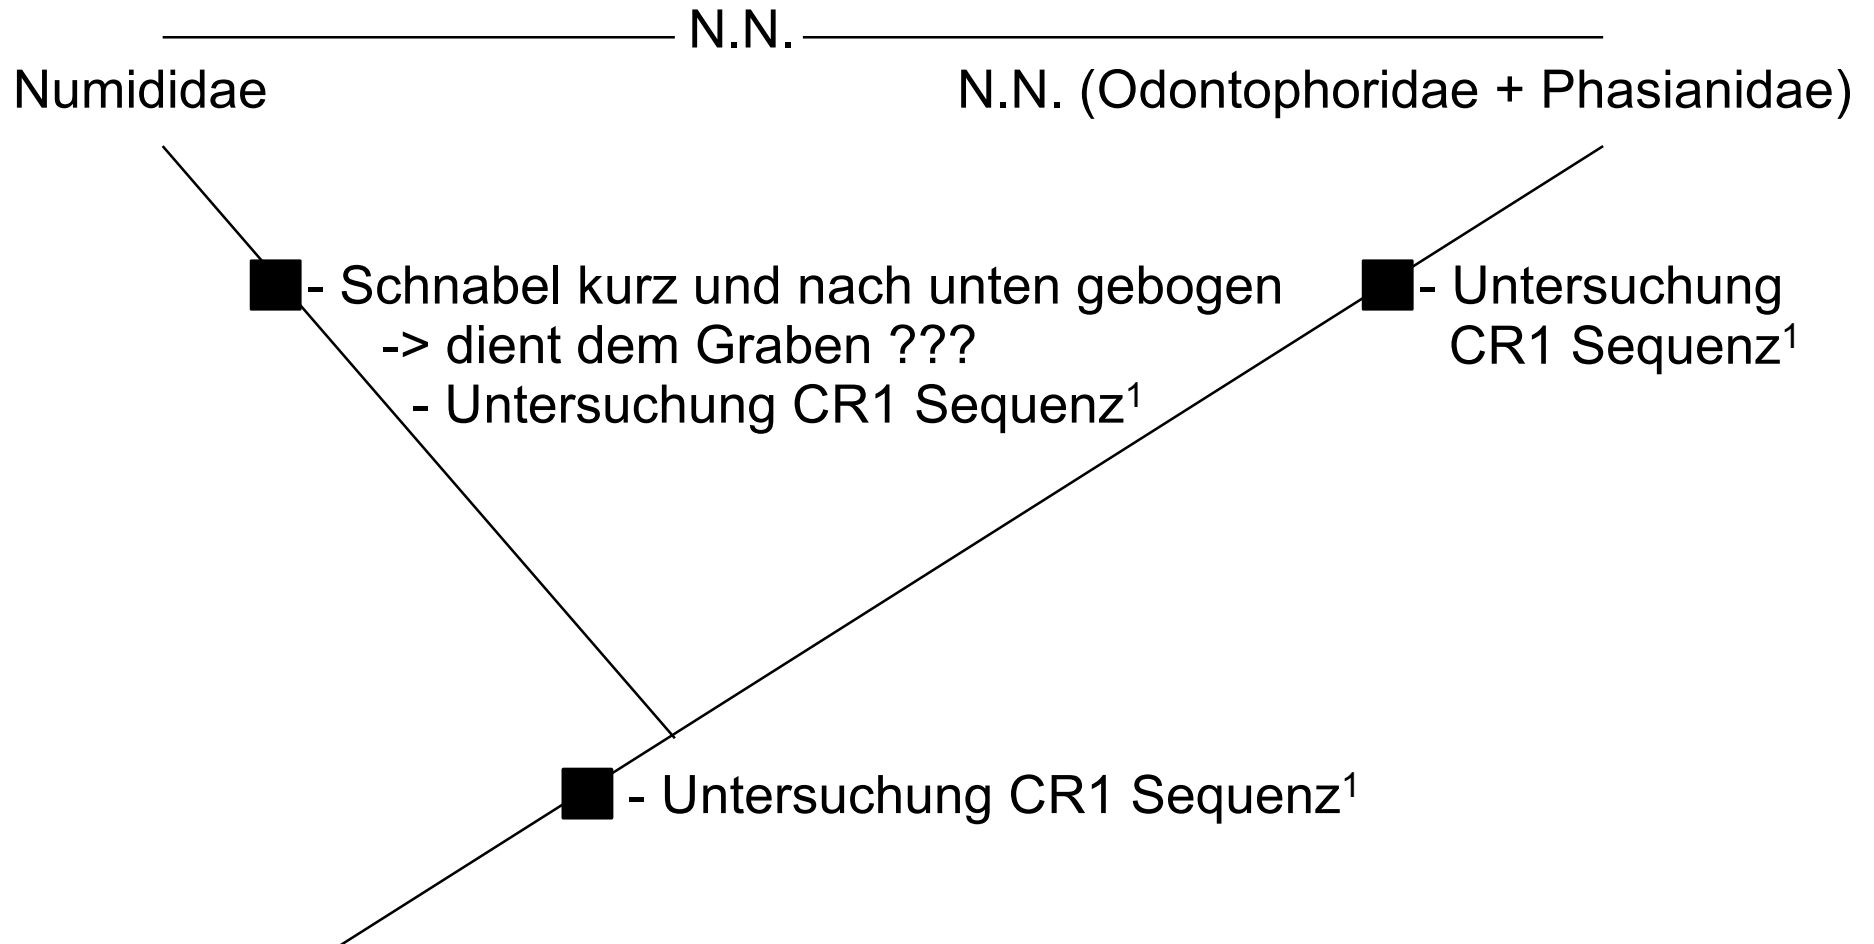 N.N.
Numididae
N.N. (Odontophoridae + Phasianidae)
- Schnabel kurz und nach unten gebogen
-> dient dem Graben ???
- Untersuchung CR1 Sequenz¹
- Untersuchung
CR1 Sequenz¹
- Untersuchung CR1 Sequenz¹